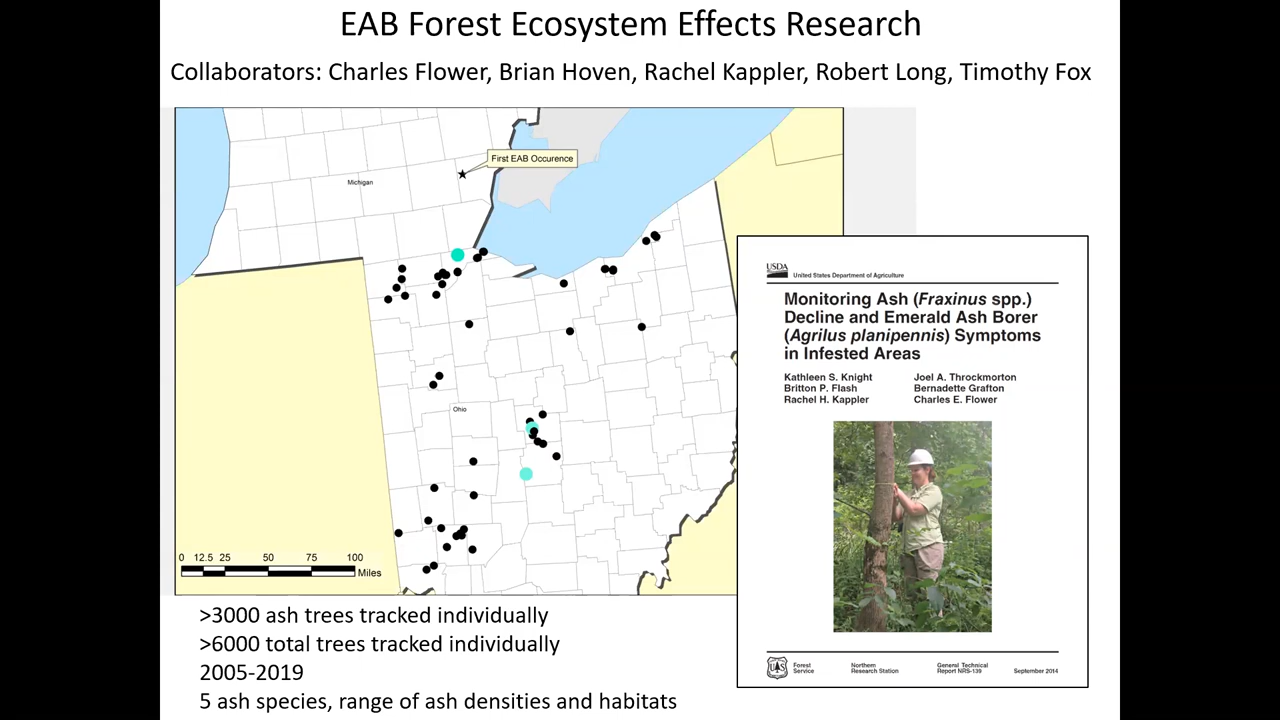 EAB Forest Ecosystem Effects Research
Collaborators: Charles Flower, Brian Hoven, Rachel Kappler, Robert Long, Timothy Fox
First EAB Occurence
Michigan
Ohio
0 12.5 25 50 75 100
Miles
>3000 ash trees tracked individually
>6000 total trees tracked individually
2005-2019
5 ash species, range of ash densities and habitats
USDA
United States Department of Agriculture
Monitoring Ash (Fraxinus spp.)
Decline and Emerald Ash Borer
(Agrilus planipennis) Symptoms
in Infested Areas
Kathleen S. Knight Joel A. Throckmorton
Britton P. Flash Bernadette Grafton
Rachel H. Kappler Charles E. Flower
Forest Northern General Technical
Service Research Station Report NRS-139 September 2014